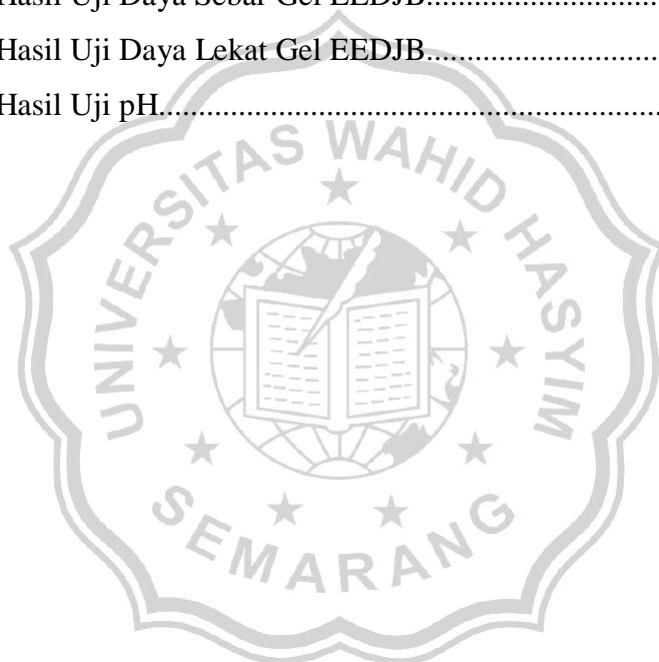 Hasil Uji Daya Sebar Gel EEDJB
Hasil Uji Daya Lekat Gel EEDJB
Hasil Uji pH
UNIVERSITAS WAHID HASYIM
SEMARANG